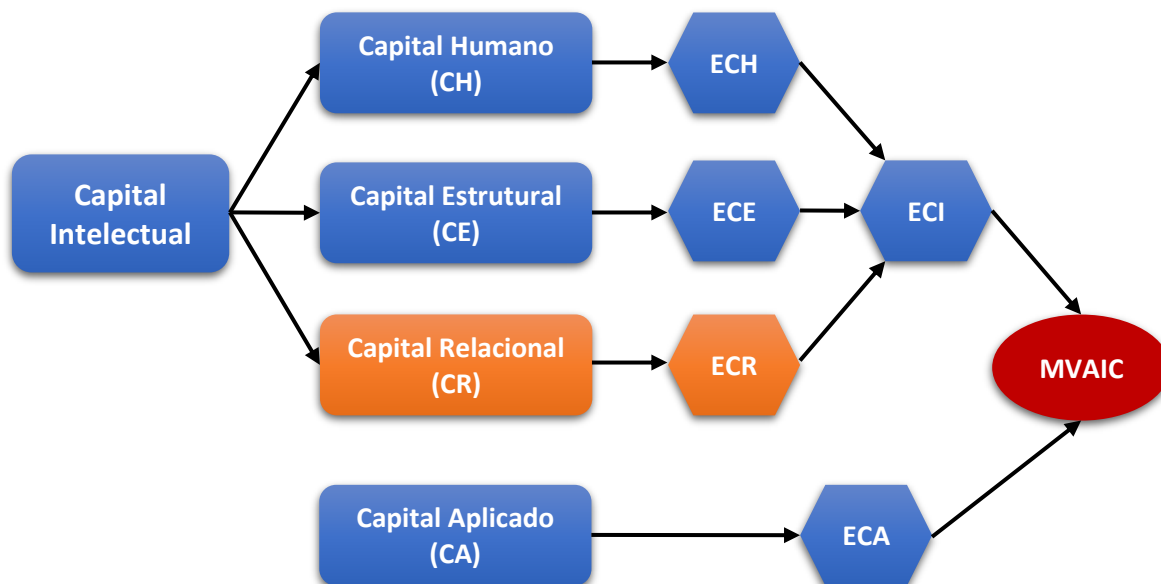 Capital Humano
(CH)
ECH
Capital
Intelectual
Capital Estrutural
(CE)
ECE
ECI
Capital Relacional
(CR)
ECR
MVAIC
Capital Aplicado
(CA)
ECA